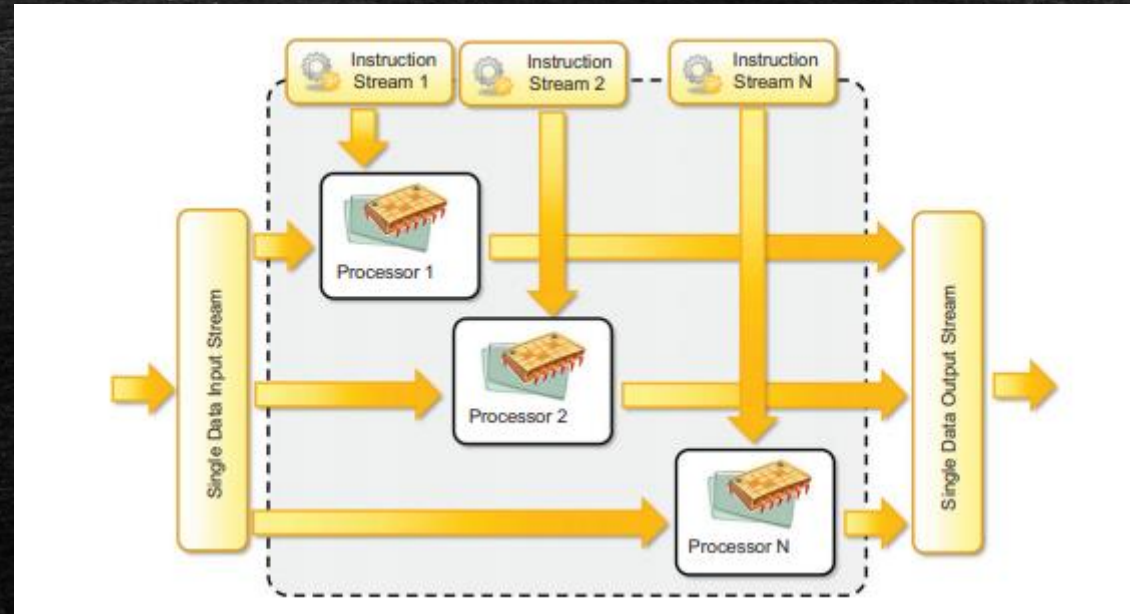 Instruction
Stream 1
Instruction
Stream 2
Instruction
Stream N
Processor 1
Single Data Input Stream
Processor 2
Single Data Output Stream
Processor N